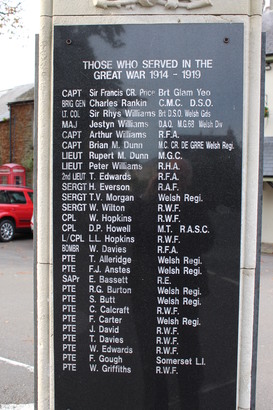 THOSE WHO SERVED IN THE
GREAT WAR 1914 - 1919
CAPT Sir Francis CR. Price Brt Glam Yeo
BRIG GEN Charles Rankin C.M.C. D.S.O.
LT. COL Sir Rhys Williams Brt D.S.O. Welsh Gds
MAJ Jestyn Williams D.A.Q. M.G. 68 Welsh Div
CAPT Arthur Williams R.F.A.
CAPT Brian M. Dunn M.C. CR. DE GIRRE Welsh Regi.
LIEUT Rupert M. Dunn M.G.C.
LIEUT Peter Williams R.H.A.
2nd LIEUT T. Edwards R.F.A.
SERGT H. Everson R.A.F.
SERGT T.V. Morgan Welsh Regi.
SERGT W. Wilton R.W.F.
CPL W. Hopkins R.W.F.
CPL D.P. Howell M.T. R.A.S.C.
L/CPL L.L. Hopkins R.W.F.
BOMBR W. Davies R.F.A.
PTE T. Alleridge Welsh Regi.
PTE F.J. Anstes Welsh Regi.
SAPr E. Bassett R.E.
PTE R.G. Burton Welsh Regi.
PTE S. Butt Welsh Regi.
PTE C. Calcraft R.W.F.
PTE F. Carter Welsh Regi.
PTE J. David R.W.F.
PTE T. Davies R.W.F.
PTE W. Edwards R.W.F.
PTE F. Gough Somerset L.I.
PTE W. Griffiths R.W.F.